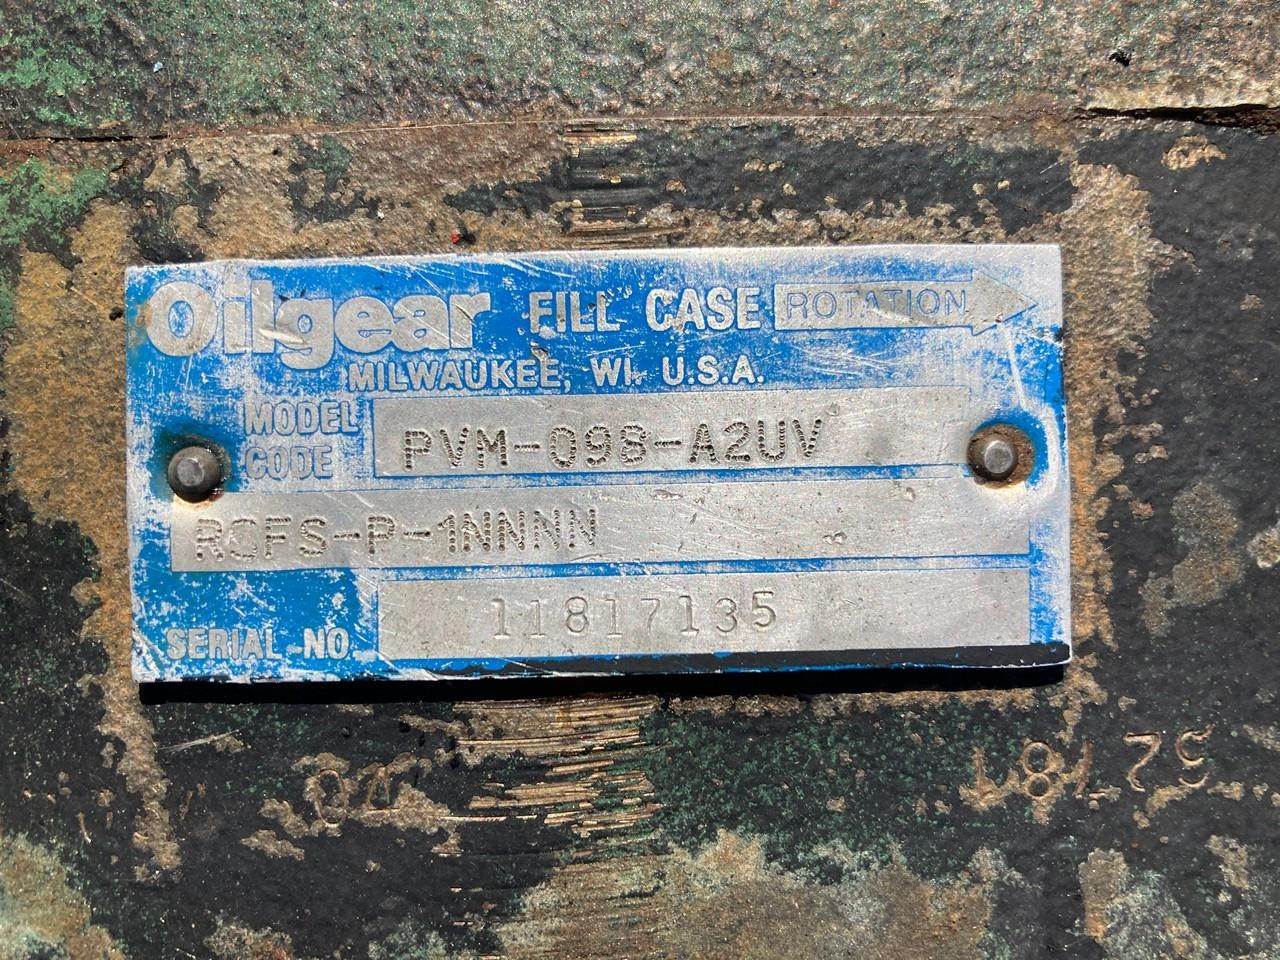 Oilgear FILL CASE ROTATION
MILWAUKEE, WI. U.S.A.
MODEL CODE PVM-098-A2UV
RCFS-P-1NNNN
SERIAL NO. 11817135